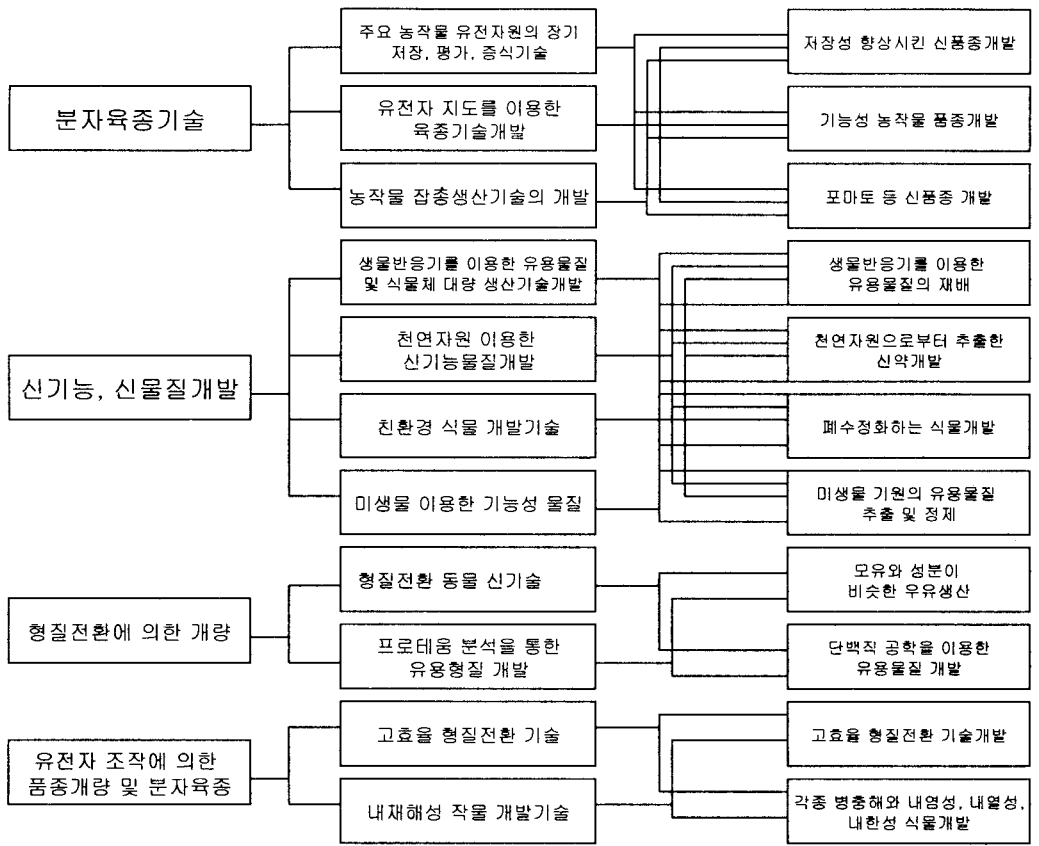 분자육종기술
주요 농작물 유전자원의 장기
저장, 평가, 증식기술
유전자 지도를 이용한
육종기술개발
농작물 잡종생산기술의 개발
저장성 향상시킨 신품종개발
기능성 농작물 품종개발
포마토 등 신품종 개발
신기능, 신물질개발
생물반응기를 이용한 유용물질
및 식물체 대량 생산기술개발
천연자원 이용한
신기능물질개발
친환경 식물 개발기술
미생물 이용한 기능성 물질
생물반응기를 이용한
유용물질의 재배
천연자원으로부터 추출한
신약개발
폐수정화하는 식물개발
미생물 기원의 유용물질
추출 및 정제
형질전환에 의한 개량
형질전환 동물 신기술
프로테움 분석을 통한
유용형질 개발
모유와 성분이
비슷한 우유생산
단백직 공학을 이용한
유용물질 개발
유전자 조작에 의한
품종개량 및 분자육종
고효율 형질전환 기술
내재해성 작물 개발기술
고효율 형질전환 기술개발
각종 병충해와 내염성, 내열성,
내한성 식물개발